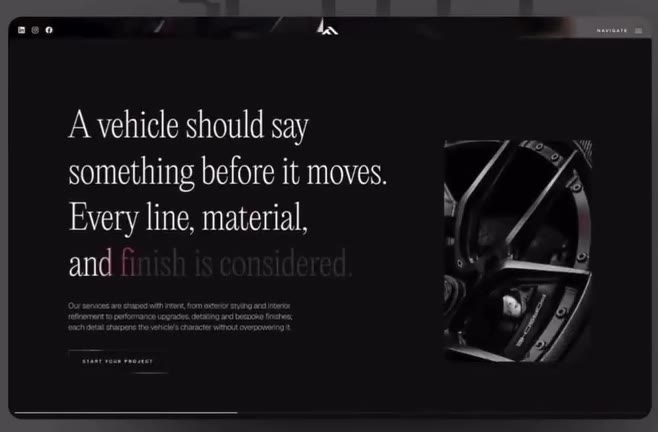 NAVIGATE
A vehicle should say
something before it moves.
Every line, material,
and finish is considered.
Our services are shaped with intent, from exterior styling and interior
refinement to performance upgrades, detailing and bespoke finishes;
each detail sharpens the vehicle's character without overpowering it.
START YOUR PROJECT